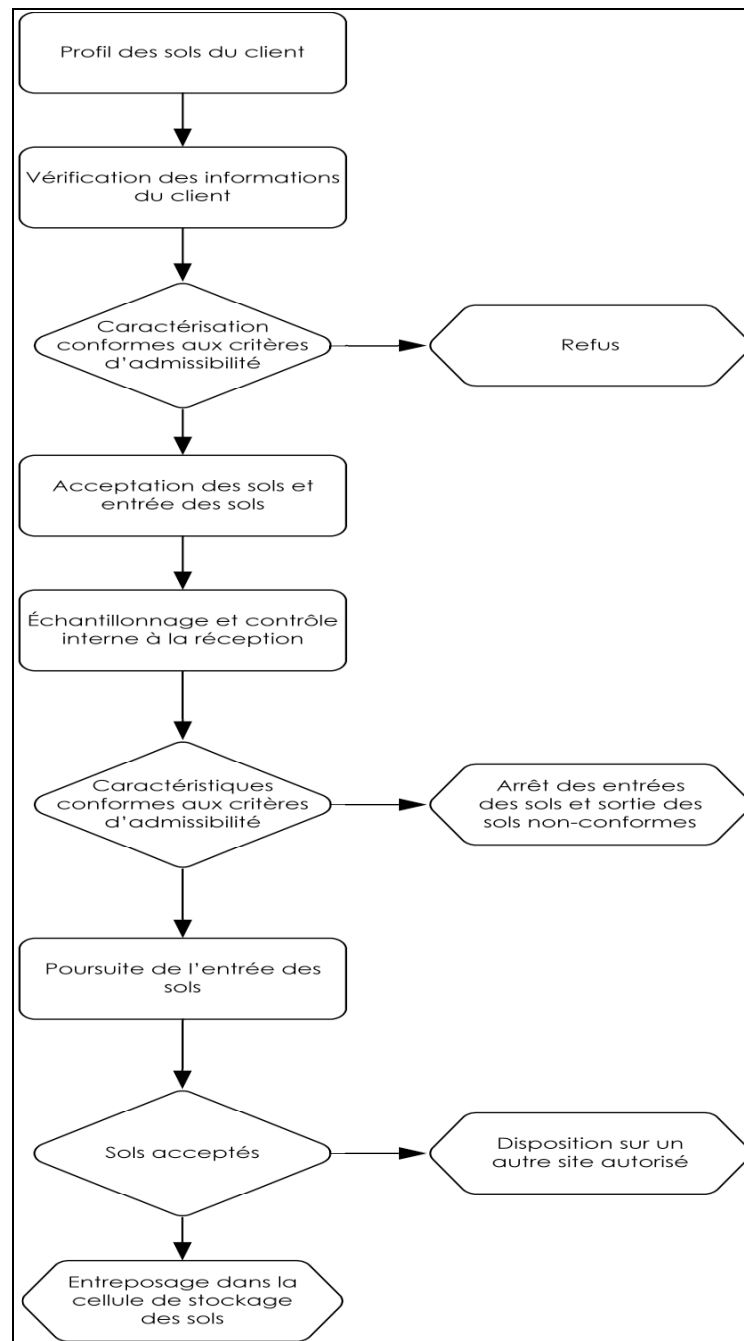 Profil des sols du client
Vérification des informations
du client
Caractérisation
conformes aux critères
d'admissibilité
Refus
Acceptation des sols et
entrée des sols
Échantillonnage et contrôle
interne à la réception
Caractéristiques
conformes aux critères
d'admissibilité
Arrêt des entrées
des sols et sortie des
sols non-conformes
Poursuite de l'entrée des
sols
Sols acceptés
Disposition sur un
autre site autorisé
Entreposage dans la
cellule de stockage
des sols